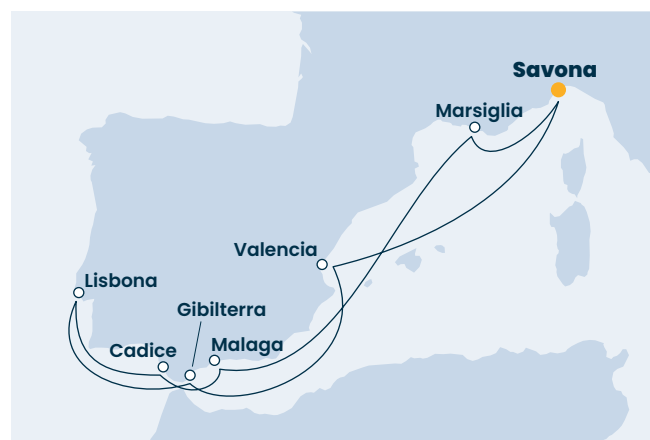 Savona
Marsiglia
Valencia
Lisbona
Gibilterra
Cadice
Malaga